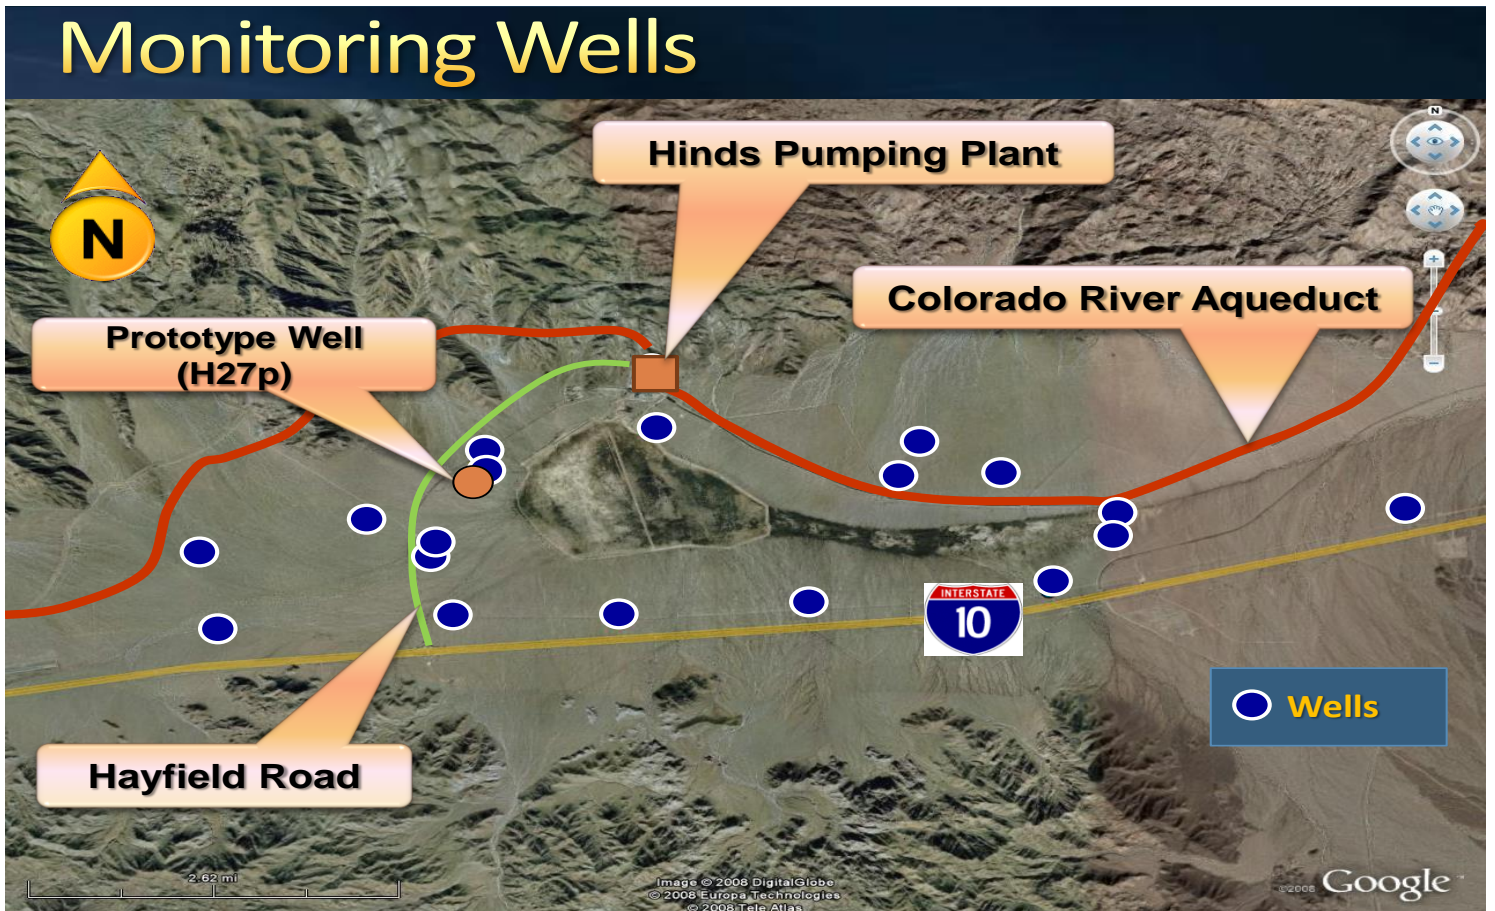 Monitoring Wells
N
Hinds Pumping Plant
N
Colorado River Aqueduct
Prototype Well
(H27p)
INTERSTATE
10
Wells
Hayfield Road
2.62 mi
Image © 2008 DigitalGlobe
© 2008 Europa Technologies
© 2008 Tele Atlas
©2008 Google™